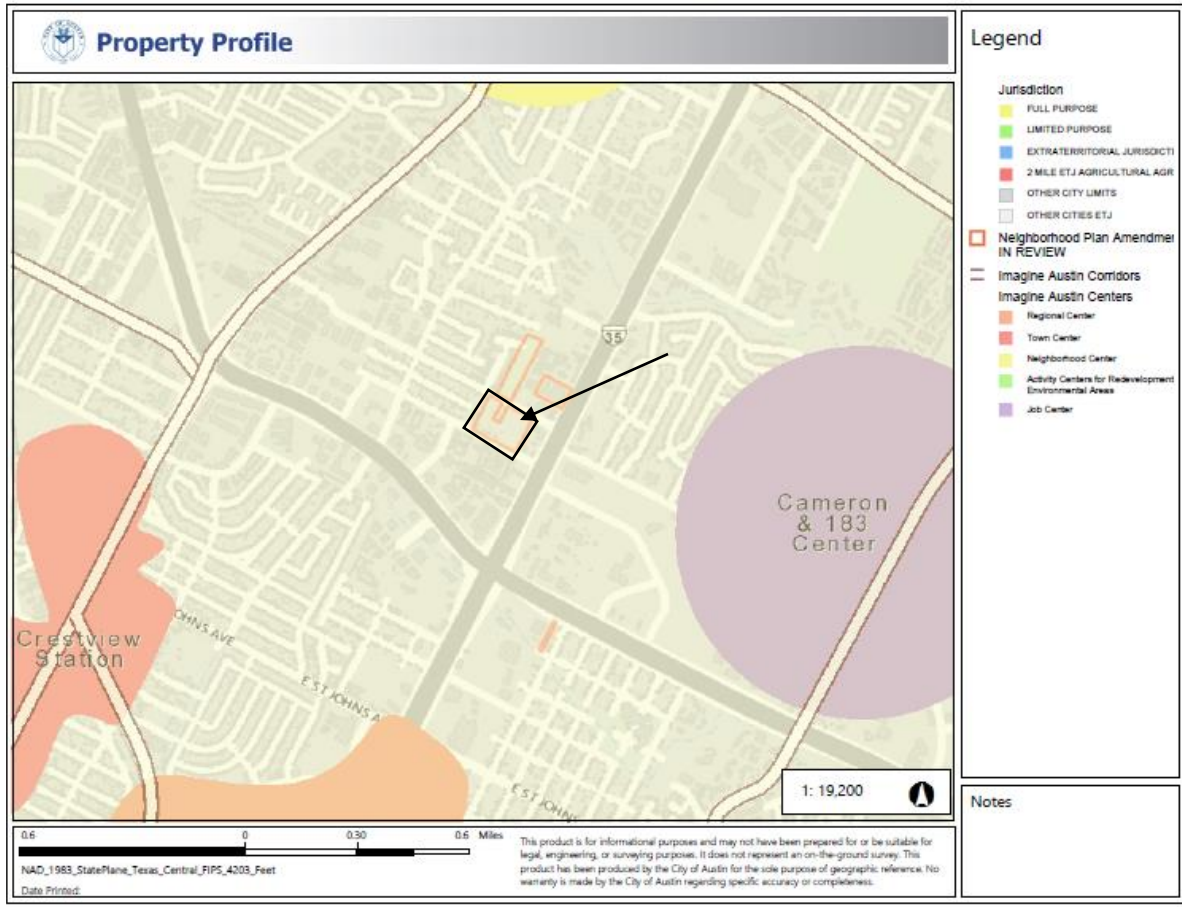 CITY OF AUSTIN
Property Profile
35
Cameron
& 183
Center
Crestview
Station
OHNS AVE
E ST JOHNS A
E ST JOHNS
1: 19,200
0.6 0 0.30 0.6 Miles
NAD_1983_StatePlane_Texas_Central_FIPS_4203_Feet
Date Printed:
This product is for informational purposes and may not have been prepared for or be suitable for
legal, engineering, or surveying purposes. It does not represent an on-the-ground survey. This
product has been produced by the City of Austin for the sole purpose of geographic reference. No
warranty is made by the City of Austin regarding specific accuracy or completeness.
Legend
Jurisdiction
FULL PURPOSE
LIMITED PURPOSE
EXTRATERRITORIAL JURISDICTI
2 MILE ETJ AGRICULTURAL AGR
OTHER CITY LIMITS
OTHER CITIES ETJ
Neighborhood Plan Amendmer
IN REVIEW
Imagine Austin Corridors
Imagine Austin Centers
Regional Center
Town Center
Neighborhood Center
Activity Centers for Redevelopment
Environmental Areas
Job Center
Notes